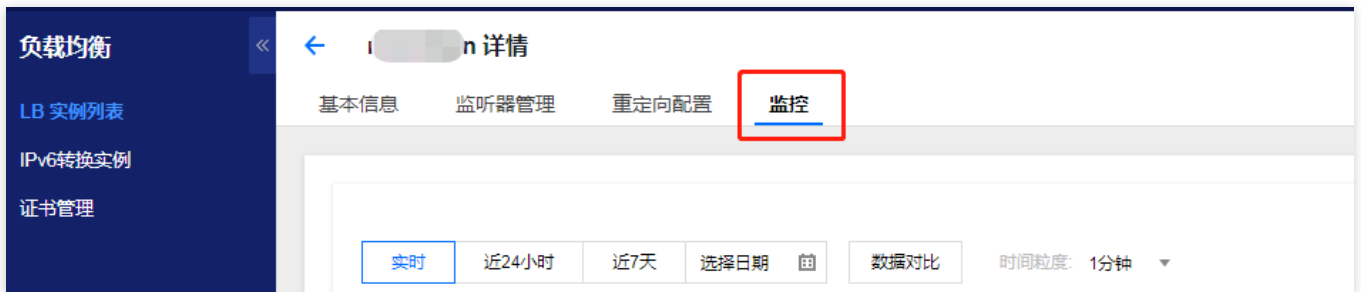 负载均衡
LB 实例列表
IPv6转换实例
证书管理
n 详情
基本信息 监听器管理 重定向配置 监控
实时 近24小时 近7天 选择日期 数据对比 时间粒度: 1分钟